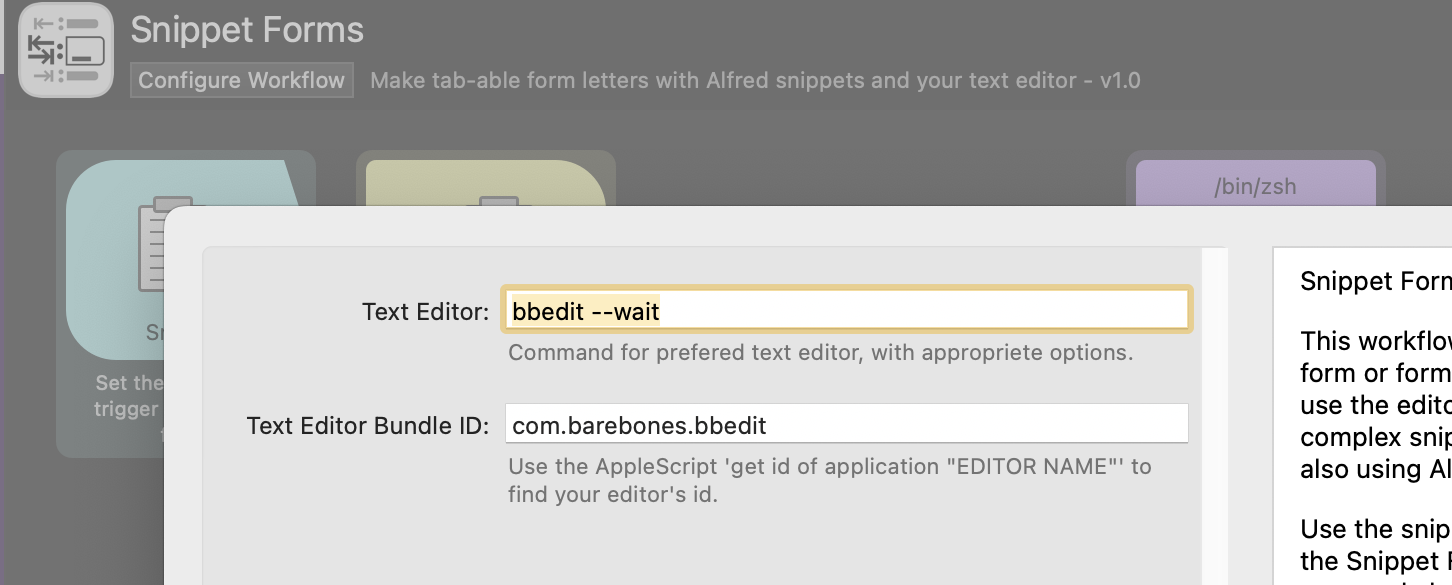 Snippet Forms
Configure Workflow Make tab-able form letters with Alfred snippets and your text editor - v1.0
/bin/zsh
Set the
trigger
Text Editor: bbedit --wait
Command for prefered text editor, with appropriete options.
Text Editor Bundle ID: com.barebones.bbedit
Use the AppleScript 'get id of application "EDITOR NAME"' to
find your editor's id.
Snippet Form
This workflow
form or form
use the edito
complex snip
also using Al
Use the snip
the Snippet